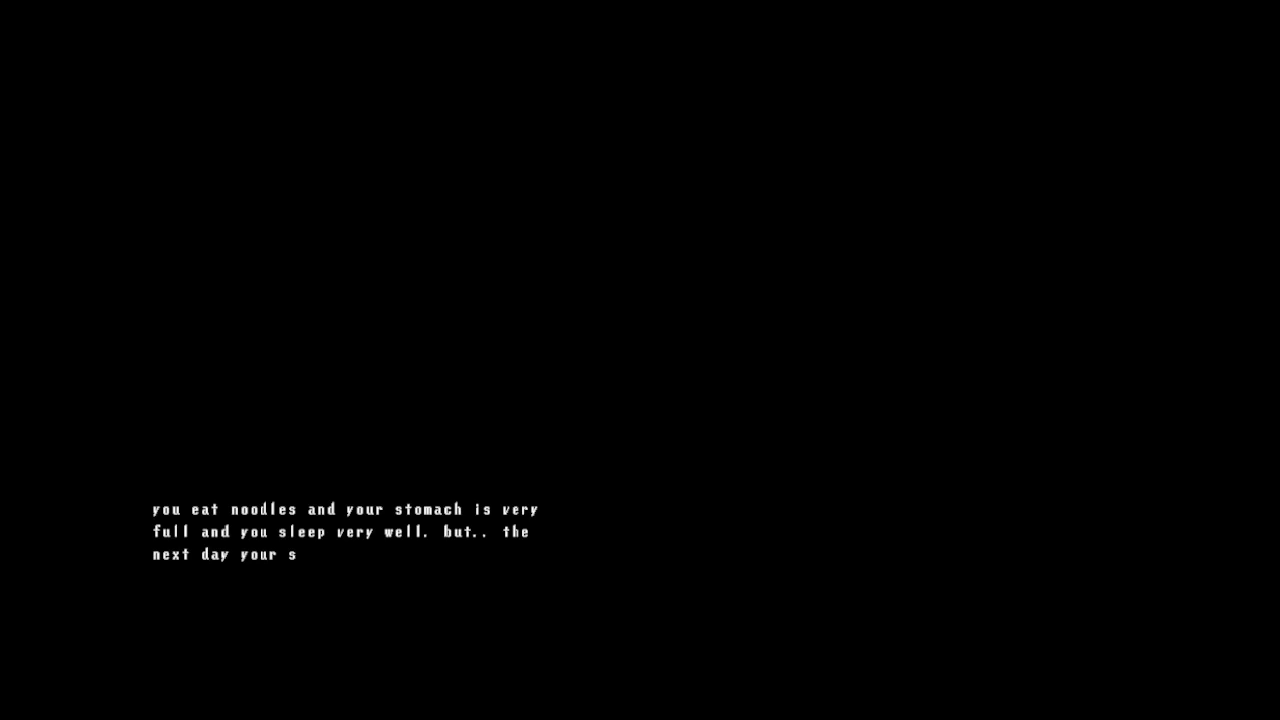 you eat noodles and your stomach is very
full and you sleep very well. but.. the
next day your s